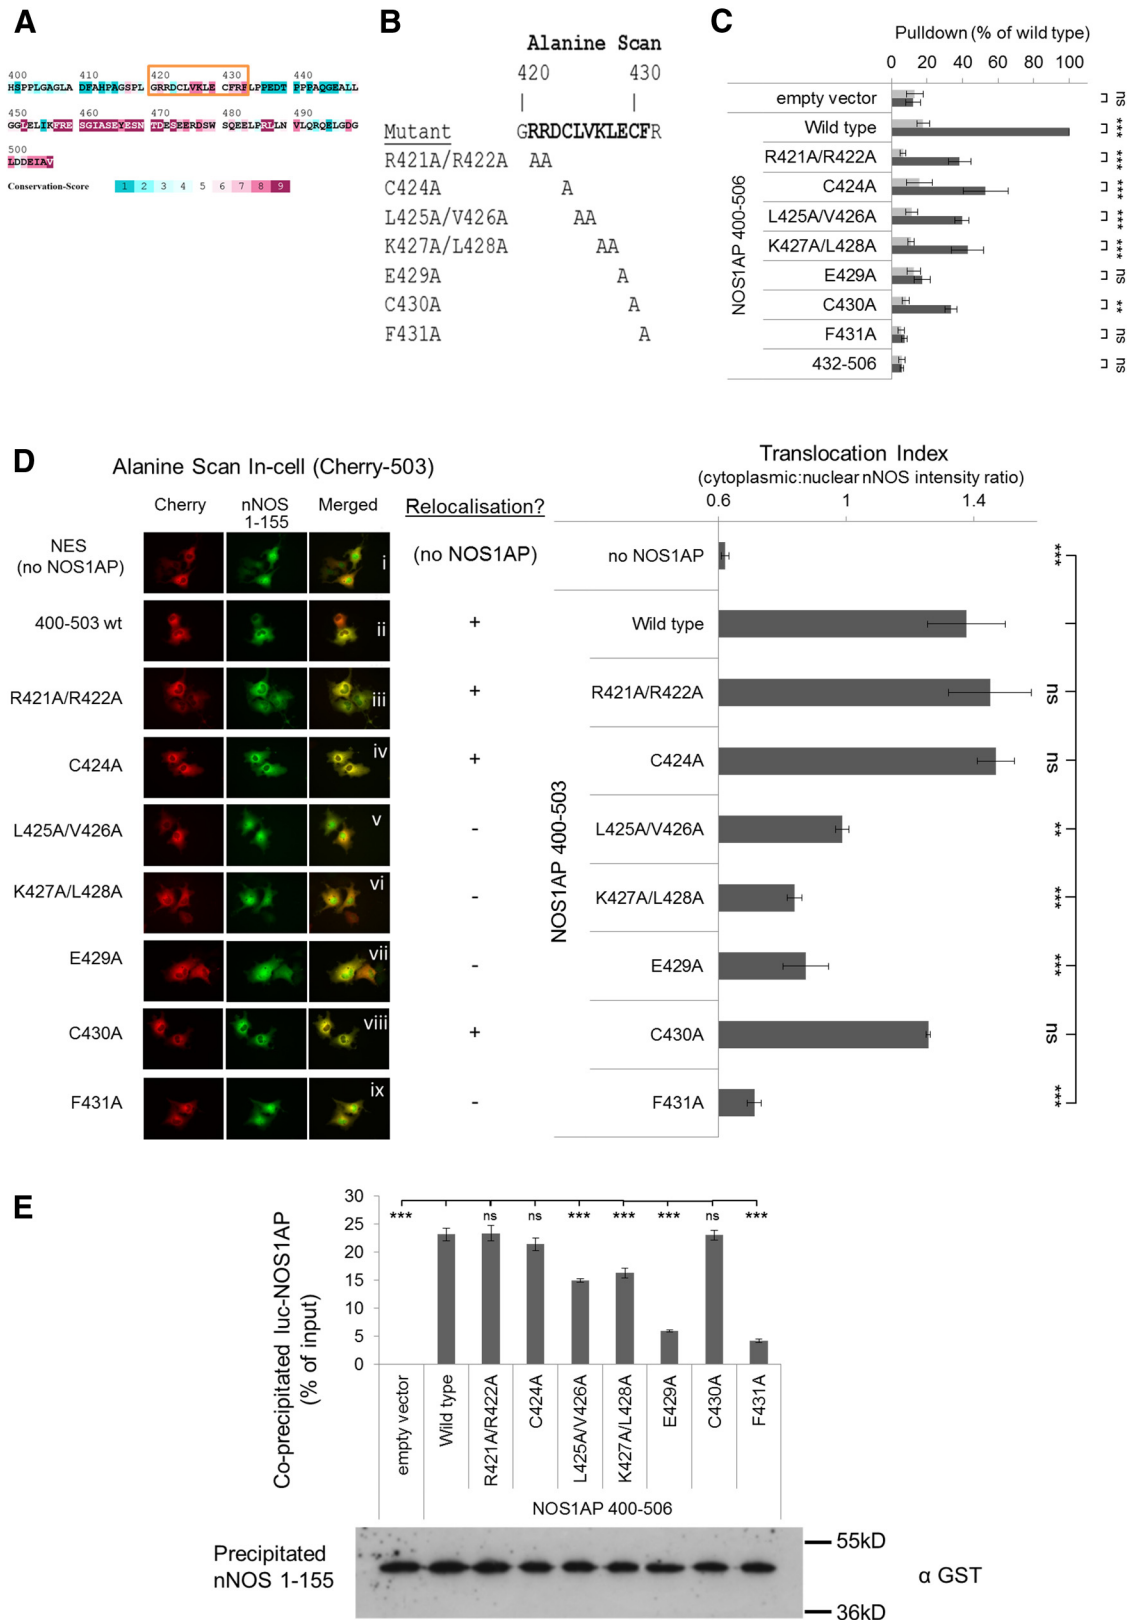 A
400 410 420 430 440
HSPPLGAGLA DFAHPAGSPL GRRDCLVKLE CFRFLPPEDT PPPAQGEALL
450 460 470 480 490
GGLELIKFRE SGIASEYESN TDESEERDSW SQEELPRLLN VLQRQELGDG
500
LDDEIAV
Conservation-Score 1 2 3 4 5 6 7 8 9
B
Alanine Scan
420 430
Mutant GRRDCLVKLECFR
R421A/R422A AA
C424A A
L425A/V426A AA
K427A/L428A AA
E429A A
C430A A
F431A A
C
Pulldown (% of wild type)
0 20 40 60 80 100
NOS1AP 400-506
empty vector ns
Wild type ***
R421A/R422A ***
C424A ***
L425A/V426A ***
K427A/L428A ***
E429A ns
C430A **
F431A ns
432-506 ns
D
Alanine Scan In-cell (Cherry-503)
Cherry nNOS 1-155 Merged Relocalisation?
NES (no NOS1AP) i (no NOS1AP)
400-503 wt ii +
R421A/R422A iii +
C424A iv +
L425A/V426A v -
K427A/L428A vi -
E429A vii -
C430A viii +
F431A ix -
Translocation Index
(cytoplasmic:nuclear nNOS intensity ratio)
0.6 1 1.4
NOS1AP 400-503
no NOS1AP ***
Wild type
R421A/R422A ns
C424A ns
L425A/V426A **
K427A/L428A ***
E429A ***
C430A ns
F431A ***
E
Co-precipitated luc-NOS1AP
(% of input)
30
25
20
15
10
5
0
*** ns ns *** *** *** ns ***
empty vector
Wild type
R421A/R422A
C424A
L425A/V426A
K427A/L428A
E429A
C430A
F431A
NOS1AP 400-506
Precipitated
nNOS 1-155
55kD
36kD
α GST